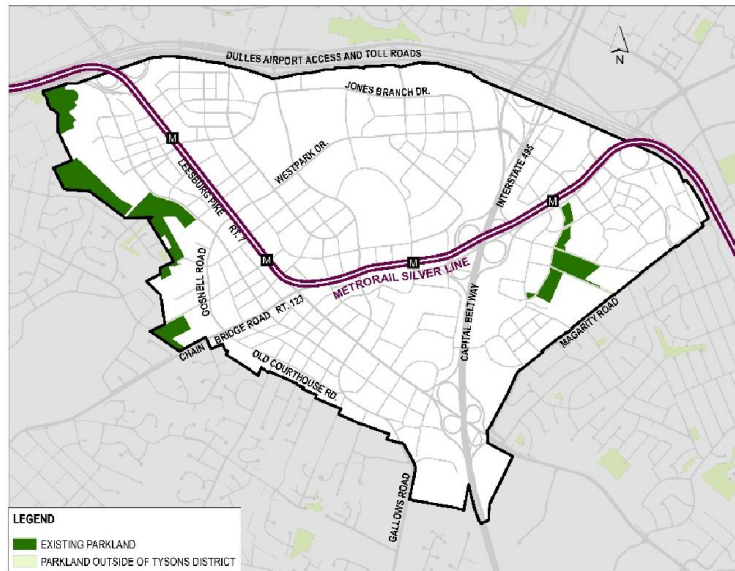 DULLES AIRPORT ACCESS AND TOLL ROADS
N
JONES BRANCH DR.
WESTPARK DR.
INTERSTATE 495
M
LEESBURG PIKE RT. 7
M
GOSNELL ROAD
M
M
METRORAIL SILVER LINE
CHAIN BRIDGE ROAD RT. 123
CAPITAL BELTWAY
MAGARITY ROAD
OLD COURTHOUSE RD.
GALLOWS ROAD
LEGEND
EXISTING PARKLAND
PARKLAND OUTSIDE OF TYSONS DISTRICT